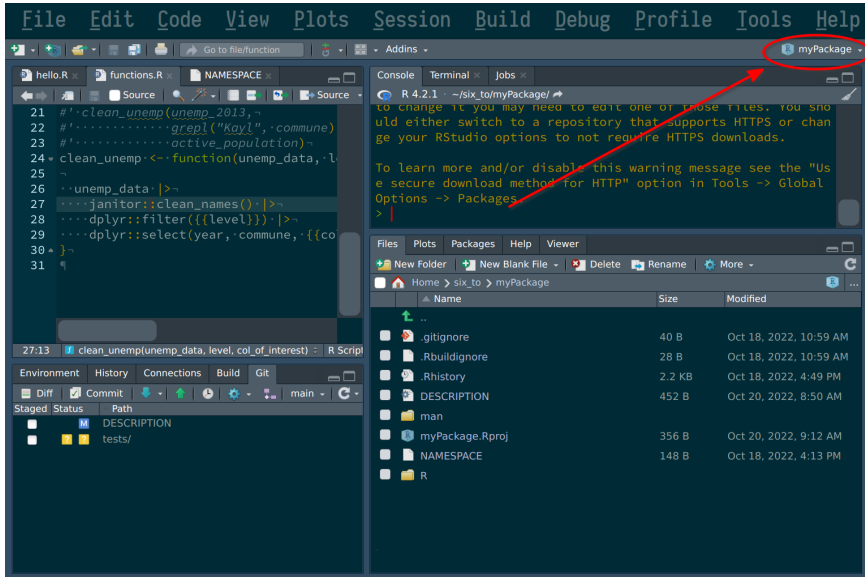 File Edit Code View Plots Session Build Debug Profile Tools Help
Go to file/function Addins myPackage
hello.R functions.R NAMESPACE
Source Source
21 #' clean_unemp(unemp_2013,
22 #' grepl("Kayl", commune)
23 #' active_population)
24 clean_unemp <- function(unemp_data, l
25
26 unemp_data |>
27 janitor::clean_names() |>
28 dplyr::filter({{level}}) |>
29 dplyr::select(year, commune, {{co
30 }
31 ¶
27:13 clean_unemp(unemp_data, level, col_of_interest) R Script
Environment History Connections Build Git
Diff Commit main
Staged Status Path
M DESCRIPTION
? ? tests/
Console Terminal Jobs
R 4.2.1 · ~/six_to/myPackage/
to change it you may need to edit one of those files. You sho
uld either switch to a repository that supports HTTPS or chan
ge your RStudio options to not require HTTPS downloads.
To learn more and/or disable this warning message see the "Us
e secure download method for HTTP" option in Tools -> Global
Options -> Packages.
>
Files Plots Packages Help Viewer
New Folder New Blank File Delete Rename More
Home six_to myPackage ...
Name Size Modified
..
.gitignore 40 B Oct 18, 2022, 10:59 AM
.Rbuildignore 28 B Oct 18, 2022, 10:59 AM
.Rhistory 2.2 KB Oct 18, 2022, 4:49 PM
DESCRIPTION 452 B Oct 20, 2022, 8:50 AM
man
myPackage.Rproj 356 B Oct 20, 2022, 9:12 AM
NAMESPACE 148 B Oct 18, 2022, 4:13 PM
R